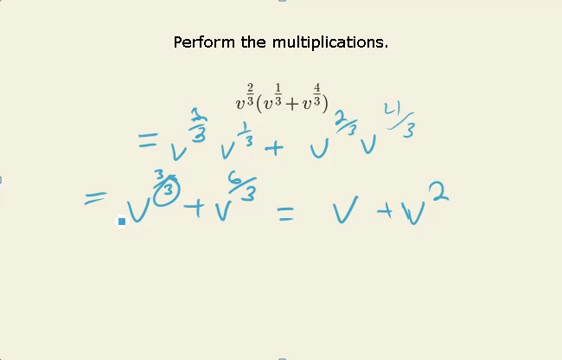 Perform the multiplications.
v^{2/3}(v^{1/3} + v^{4/3})
= v^{2/3} v^{1/3} + v^{2/3} v^{4/3}
= v^{3/3} + v^{6/3} = v + v^2